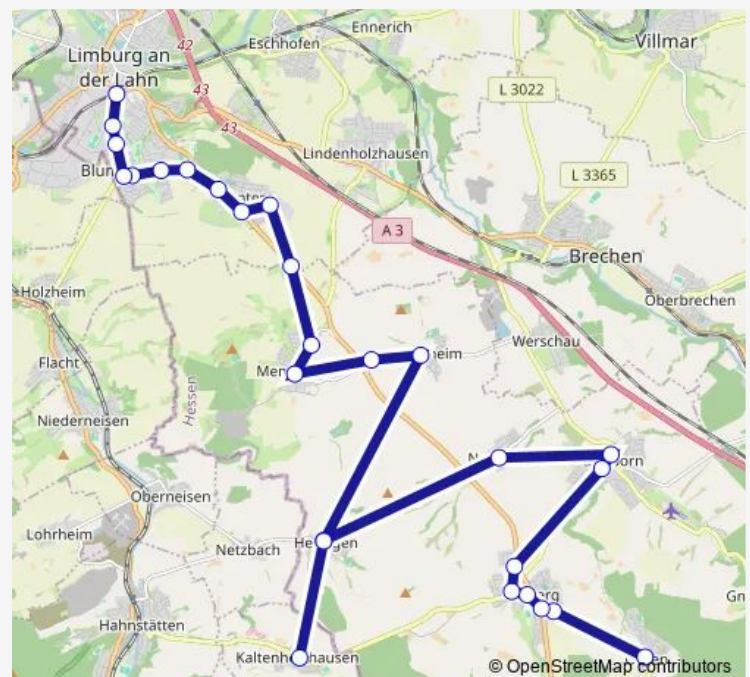 Ennerich
Eschhofen
42
Villmar
Limburg an
der Lahn
43
L 3022
43
Lindenholzhausen
L 3365
A 3
Brechen
Holzheim
Oberbrechen
Werschau
Flacht
Hessen
Niederneisen
Oberneisen
Lohrheim
Netzbach
Hahnstätten
© OpenStreetMap contributors